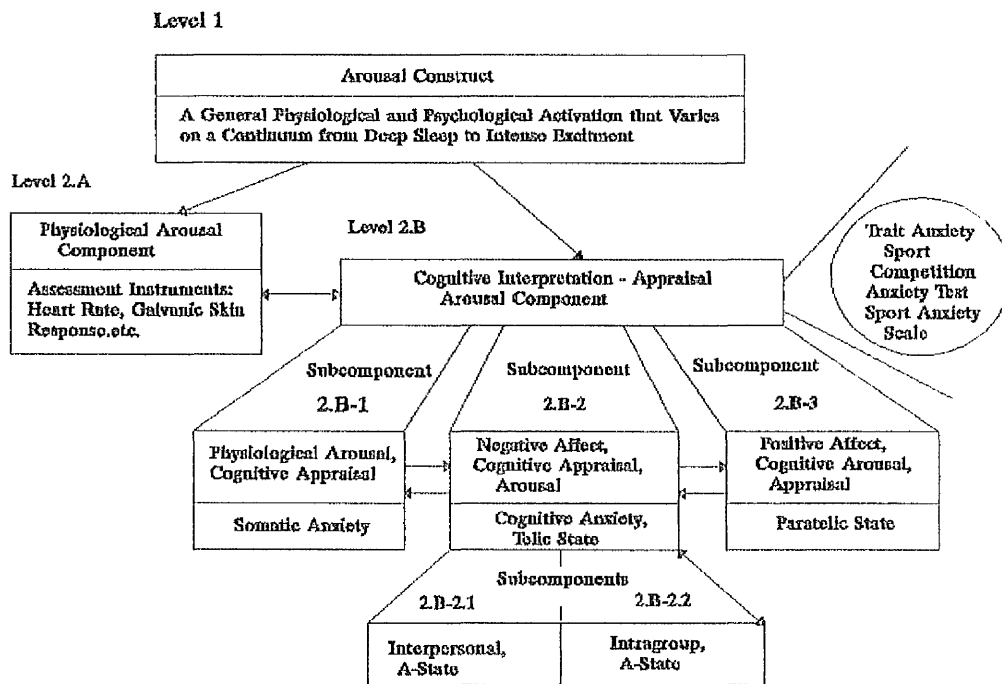 Level 1
Arousal Construct
A General Physiological and Psychological Activation that Varies
on a Continuum from Deep Sleep to Intense Excitment
Level 2.A
Physiological Arousal
Component
Assessment Instruments:
Heart Rate, Galvanic Skin
Response.etc.
Level 2.B
Cognitive Interpretation - Appraisal
Arousal Component
Trait Anxiety
Sport
Competition
Anxiety Test
Sport Anxiety
Scale
Subcomponent
2.B-1
Subcomponent
2.B-2
Subcomponent
2.B-3
Physiological Arousal,
Cognitive Appraisal
Somatic Anxiety
Negative Affect,
Cognitive Appraisal,
Arousal
Cognitive Anxiety,
Telic State
Positive Affect,
Cognitive Arousal,
Appraisal
Paratelic State
Subcomponents
2.B-2.1
2.B-2.2
Interpersonal,
A-State
Intragroup,
A-State